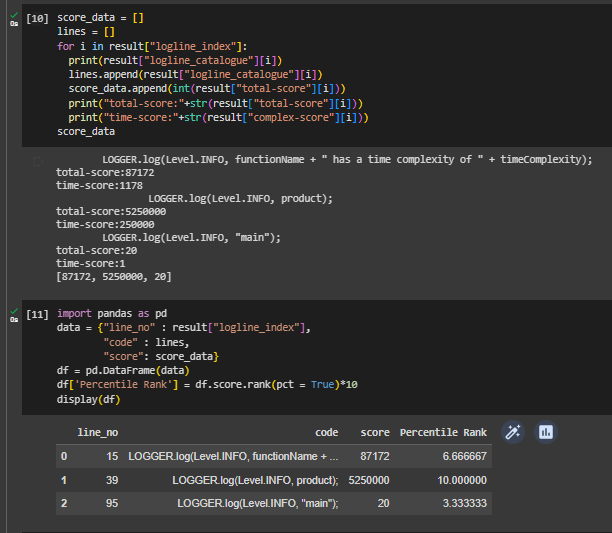 [10] score_data = []
lines = []
for i in result["logline_index"]:
  print(result["logline_catalogue"][i])
  lines.append(result["logline_catalogue"][i])
  score_data.append(int(result["total-score"][i]))
  print("total-score:"+str(result["total-score"][i]))
  print("time-score:"+str(result["complex-score"][i]))
score_data
0s
LOGGER.log(Level.INFO, functionName + " has a time complexity of " + timeComplexity);
total-score:87172
time-score:1178
LOGGER.log(Level.INFO, product);
total-score:5250000
time-score:250000
LOGGER.log(Level.INFO, "main");
total-score:20
time-score:1
[87172, 5250000, 20]
[11] import pandas as pd
0s
data = {"line_no" : result["logline_index"],
"code" : lines,
"score": score_data}
df = pd.DataFrame(data)
df['Percentile Rank'] = df.score.rank(pct = True)*10
display(df)
line_no code score Percentile Rank
0 15 LOGGER.log(Level.INFO, functionName + ... 87172 6.666667
1 39 LOGGER.log(Level.INFO, product); 5250000 10.000000
2 95 LOGGER.log(Level.INFO, "main"); 20 3.333333